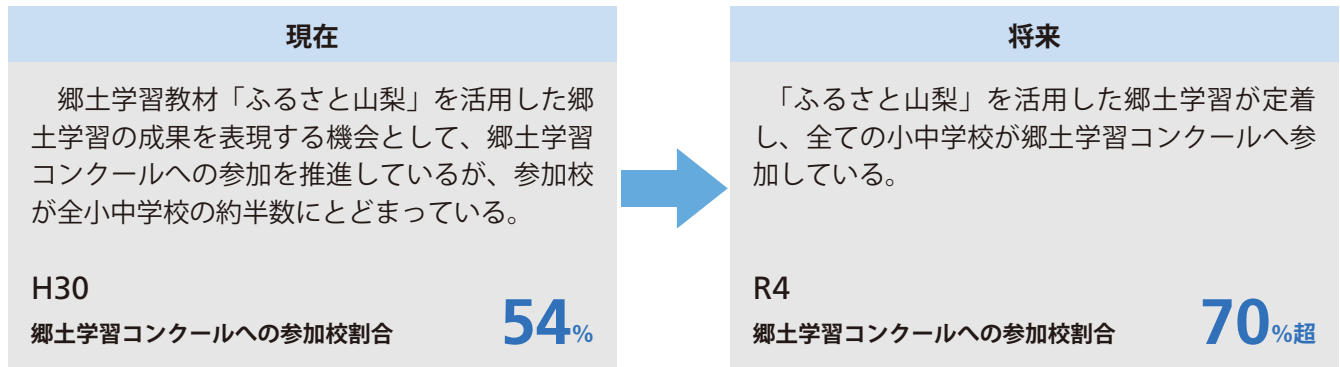 現在
郷土学習教材「ふるさと山梨」を活用した郷
土学習の成果を表現する機会として、郷土学習
コンクールへの参加を推進しているが、参加校
が全小中学校の約半数にとどまっている。
H30
郷土学習コンクールへの参加校割合 54%
将来
「ふるさと山梨」を活用した郷土学習が定着
し、全ての小中学校が郷土学習コンクールへ参
加している。
R4
郷土学習コンクールへの参加校割合 70%超